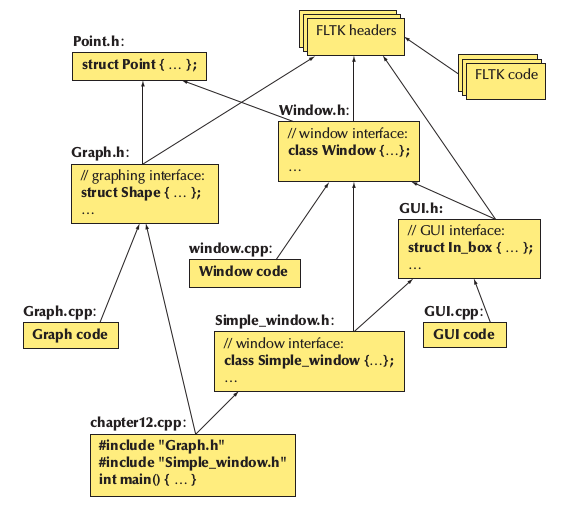 FLTK headers
Point.h:
struct Point { … };
FLTK code
Window.h:
// window interface:
class Window {…};
…
Graph.h:
// graphing interface:
struct Shape { … };
…
GUI.h:
// GUI interface:
struct In_box { … };
…
window.cpp:
Window code
Graph.cpp:
Graph code
Simple_window.h:
// window interface:
class Simple_window {…};
…
GUI.cpp:
GUI code
chapter12.cpp:
#include "Graph.h"
#include "Simple_window.h"
int main() { … }